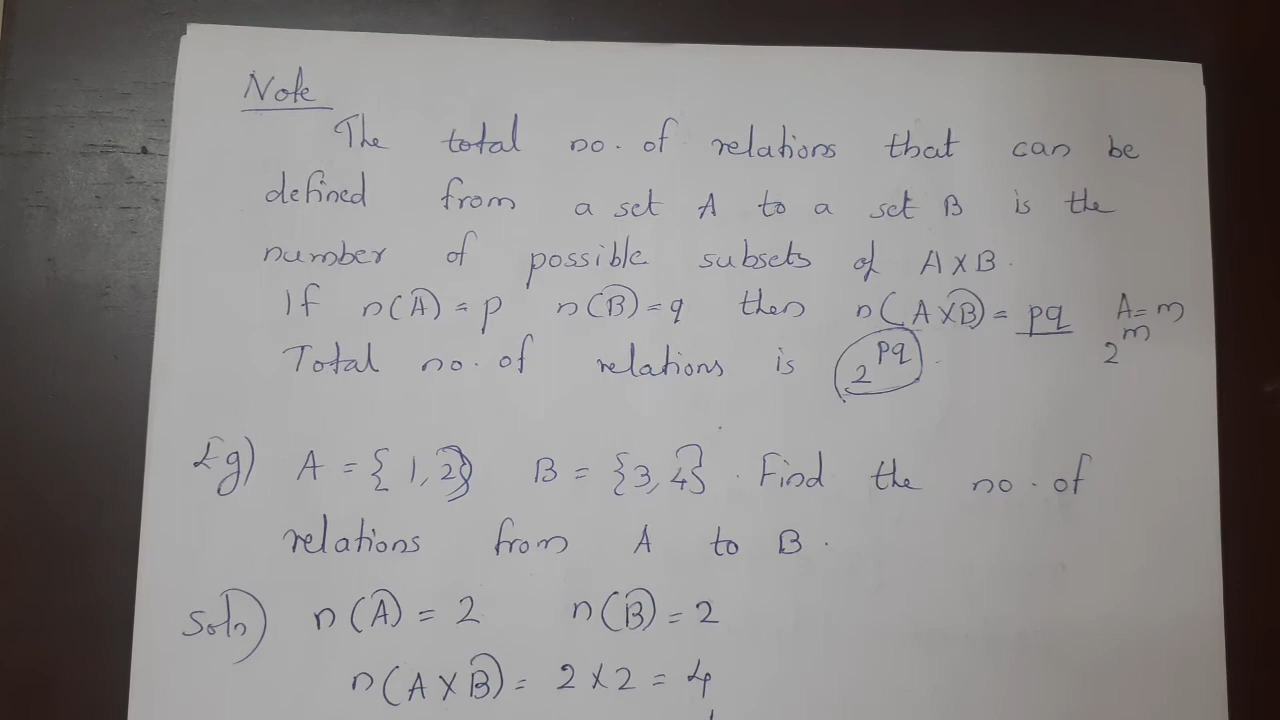 Note
The total no. of relations that can be
defined from a set A to a set B is the
number of possible subsets of A X B.
If n(A) = p n(B) = q then n(A X B) = pq A = m
Total no. of relations is 2^pq. 2^m
Eg) A = {1, 2} B = {3, 4}. Find the no. of
relations from A to B.
Soln) n(A) = 2 n(B) = 2
n(A X B) = 2 X 2 = 4